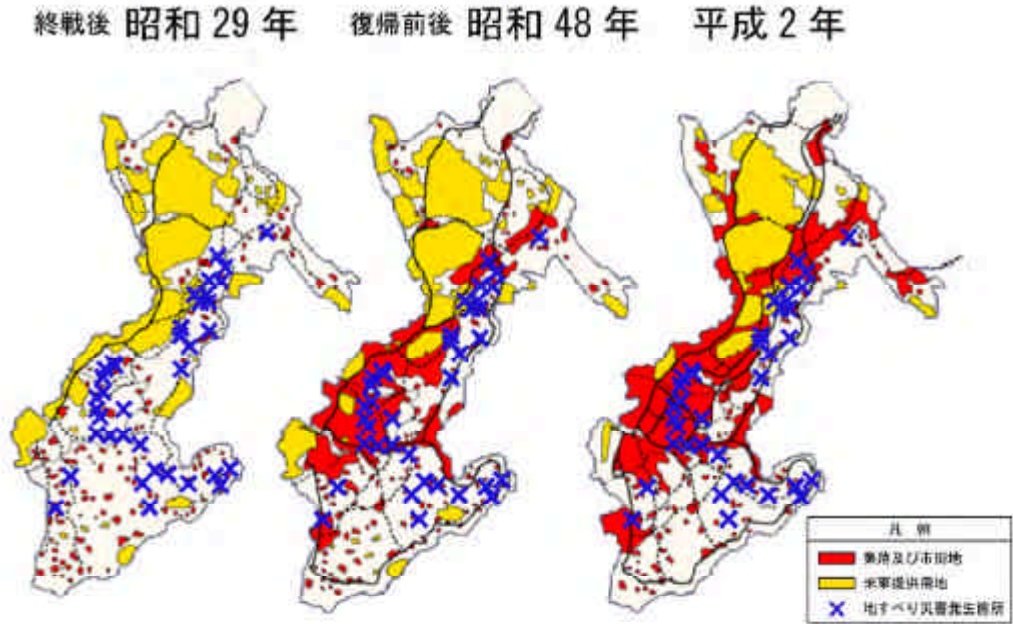 終戦後 昭和 29 年
復帰前後 昭和 48 年
平成 2 年
凡 例
集落及び市街地
米軍提供用地
地すべり災害発生箇所